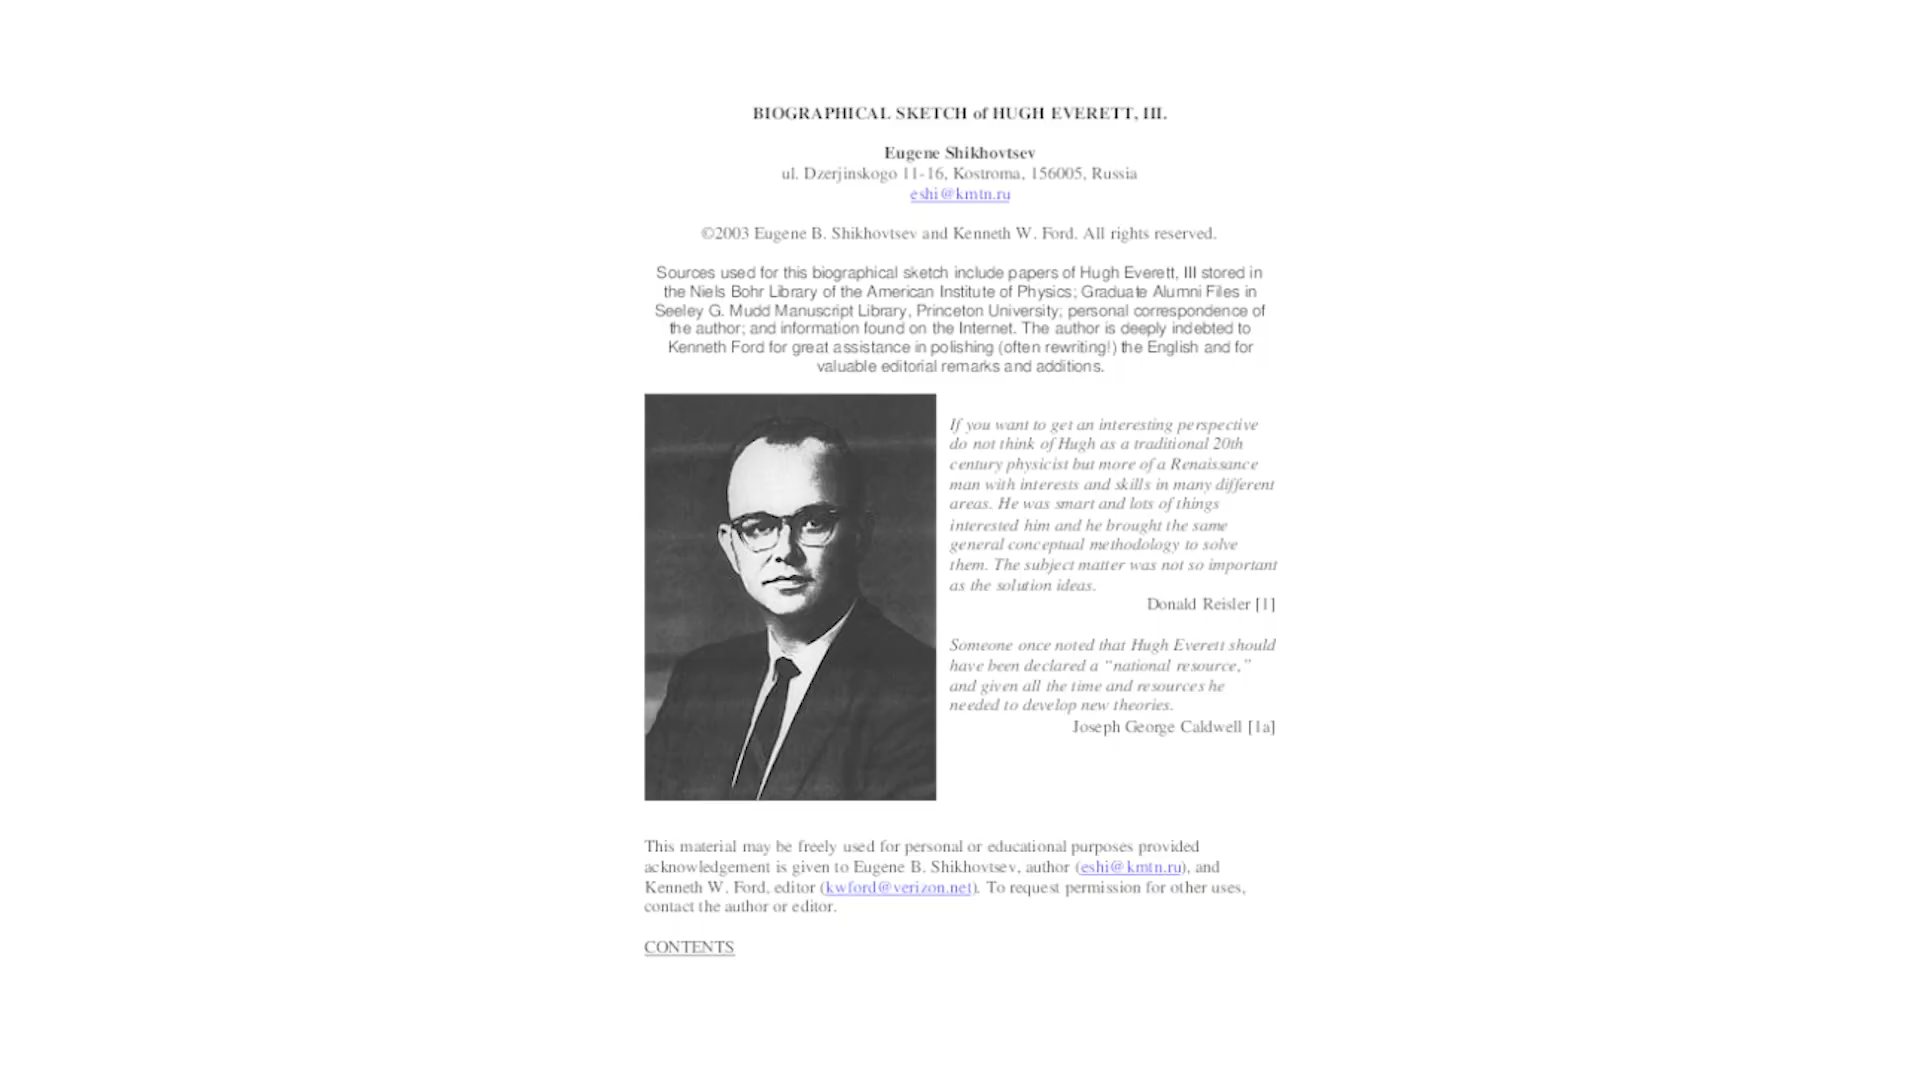 BIOGRAPHICAL SKETCH of HUGH EVERETT, III.
Eugene Shikhovtsev
ul. Dzerjinskogo 11-16, Kostroma, 156005, Russia
eshi@kmtn.ru
©2003 Eugene B. Shikhovtsev and Kenneth W. Ford. All rights reserved.
Sources used for this biographical sketch include papers of Hugh Everett, III stored in
the Niels Bohr Library of the American Institute of Physics; Graduate Alumni Files in
Seeley G. Mudd Manuscript Library, Princeton University; personal correspondence of
the author; and information found on the Internet. The author is deeply indebted to
Kenneth Ford for great assistance in polishing (often rewriting!) the English and for
valuable editorial remarks and additions.
If you want to get an interesting perspective
do not think of Hugh as a traditional 20th
century physicist but more of a Renaissance
man with interests and skills in many different
areas. He was smart and lots of things
interested him and he brought the same
general conceptual methodology to solve
them. The subject matter was not so important
as the solution ideas.
Donald Reisler [1]
Someone once noted that Hugh Everett should
have been declared a “national resource,”
and given all the time and resources he
needed to develop new theories.
Joseph George Caldwell [1a]
This material may be freely used for personal or educational purposes provided
acknowledgement is given to Eugene B. Shikhovtsev, author (eshi@kmtn.ru), and
Kenneth W. Ford, editor (kwford@verizon.net). To request permission for other uses,
contact the author or editor.
CONTENTS